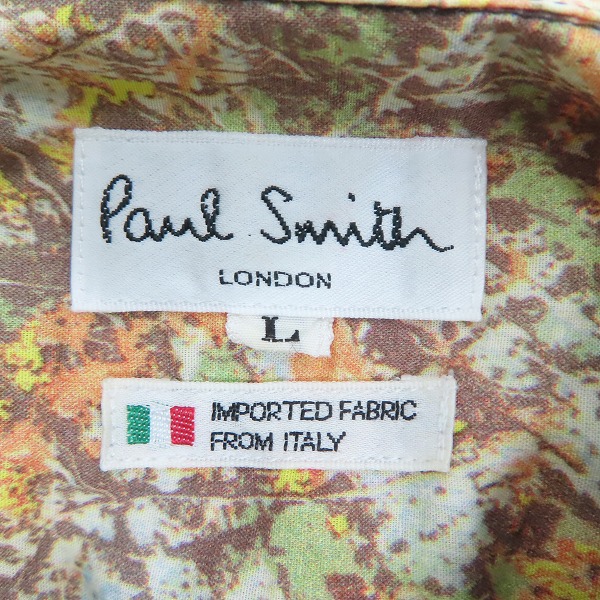 Paul Smith
LONDON
L
IMPORTED FABRIC
FROM ITALY